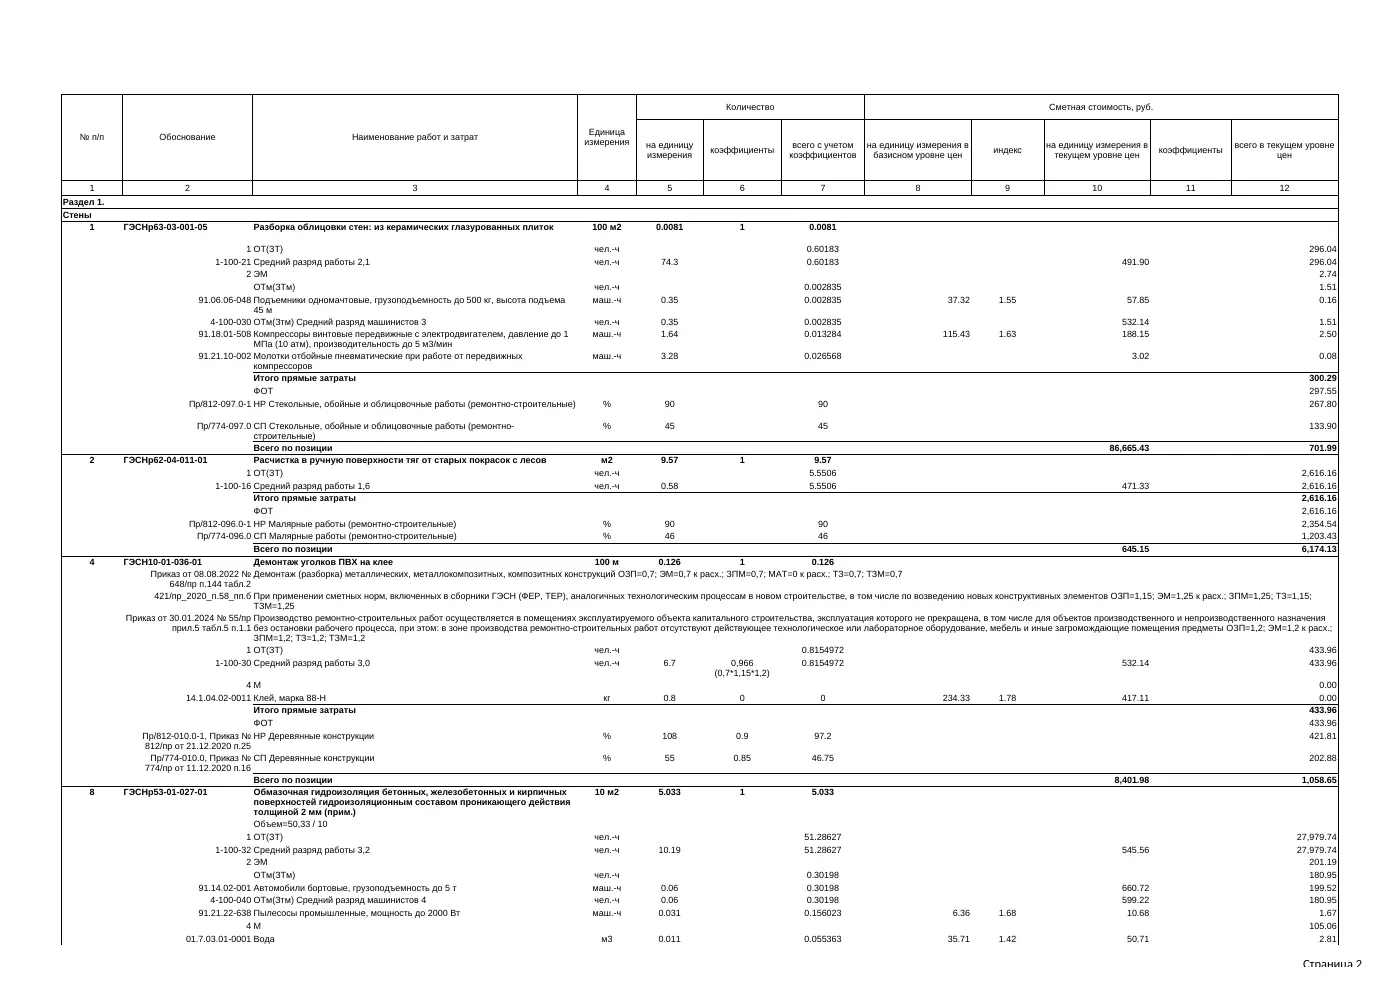 № п/п Обоснование Наименование работ и затрат Единица измерения Количество Сметная стоимость, руб.
на единицу измерения коэффициенты всего с учетом коэффициентов на единицу измерения в базисном уровне цен индекс на единицу измерения в текущем уровне цен коэффициенты всего в текущем уровне цен
1 2 3 4 5 6 7 8 9 10 11 12
Раздел 1.
Стены
1 ГЭСНр63-03-001-05 Разборка облицовки стен: из керамических глазурованных плиток 100 м2 0.0081 1 0.0081
1 ОТ(ЗТ) чел.-ч 0.60183 296.04
1-100-21 Средний разряд работы 2,1 чел.-ч 74.3 0.60183 491.90 296.04
2 ЭМ 2.74
ОТм(ЗТм) чел.-ч 0.002835 1.51
91.06.06-048 Подъемники одномачтовые, грузоподъемность до 500 кг, высота подъема маш.-ч 0.35 0.002835 37.32 1.55 57.85 0.16
45 м
4-100-030 ОТм(Зтм) Средний разряд машинистов 3 чел.-ч 0.35 0.002835 532.14 1.51
91.18.01-508 Компрессоры винтовые передвижные с электродвигателем, давление до 1 маш.-ч 1.64 0.013284 115.43 1.63 188.15 2.50
МПа (10 атм), производительность до 5 м3/мин
91.21.10-002 Молотки отбойные пневматические при работе от передвижных маш.-ч 3.28 0.026568 3.02 0.08
компрессоров
Итого прямые затраты 300.29
ФОТ 297.55
Пр/812-097.0-1 НР Стекольные, обойные и облицовочные работы (ремонтно-строительные) % 90 90 267.80
Пр/774-097.0 СП Стекольные, обойные и облицовочные работы (ремонтно- % 45 45 133.90
строительные)
Всего по позиции 86,665.43 701.99
2 ГЭСНр62-04-011-01 Расчистка в ручную поверхности тяг от старых покрасок с лесов м2 9.57 1 9.57
1 ОТ(ЗТ) чел.-ч 5.5506 2,616.16
1-100-16 Средний разряд работы 1,6 чел.-ч 0.58 5.5506 471.33 2,616.16
Итого прямые затраты 2,616.16
ФОТ 2,616.16
Пр/812-096.0-1 НР Малярные работы (ремонтно-строительные) % 90 90 2,354.54
Пр/774-096.0 СП Малярные работы (ремонтно-строительные) % 46 46 1,203.43
Всего по позиции 645.15 6,174.13
4 ГЭСН10-01-036-01 Демонтаж уголков ПВХ на клее 100 м 0.126 1 0.126
Приказ от 08.08.2022 № Демонтаж (разборка) металлических, металлокомпозитных, композитных конструкций ОЗП=0,7; ЭМ=0,7 к расх.; ЗПМ=0,7; МАТ=0 к расх.; ТЗ=0,7; ТЗМ=0,7
648/пр п.144 табл.2
421/пр_2020_п.58_пп.б При применении сметных норм, включенных в сборники ГЭСН (ФЕР, ТЕР), аналогичных технологическим процессам в новом строительстве, в том числе по возведению новых конструктивных элементов ОЗП=1,15; ЭМ=1,25 к расх.; ЗПМ=1,25; ТЗ=1,15;
ТЗМ=1,25
Приказ от 30.01.2024 № 55/пр Производство ремонтно-строительных работ осуществляется в помещениях эксплуатируемого объекта капитального строительства, эксплуатация которого не прекращена, в том числе для объектов производственного и непроизводственного назначения
прил.5 табл.5 п.1.1 без остановки рабочего процесса, при этом: в зоне производства ремонтно-строительных работ отсутствуют действующее технологическое или лабораторное оборудование, мебель и иные загромождающие помещения предметы ОЗП=1,2; ЭМ=1,2 к расх.;
ЗПМ=1,2; ТЗ=1,2; ТЗМ=1,2
1 ОТ(ЗТ) чел.-ч 0.8154972 433.96
1-100-30 Средний разряд работы 3,0 чел.-ч 6.7 0,966 0.8154972 532.14 433.96
(0,7*1,15*1,2)
4 М 0.00
14.1.04.02-0011 Клей, марка 88-Н кг 0.8 0 0 234.33 1.78 417.11 0.00
Итого прямые затраты 433.96
ФОТ 433.96
Пр/812-010.0-1, Приказ № НР Деревянные конструкции % 108 0.9 97.2 421.81
812/пр от 21.12.2020 п.25
Пр/774-010.0, Приказ № СП Деревянные конструкции % 55 0.85 46.75 202.88
774/пр от 11.12.2020 п.16
Всего по позиции 8,401.98 1,058.65
8 ГЭСНр53-01-027-01 Обмазочная гидроизоляция бетонных, железобетонных и кирпичных 10 м2 5.033 1 5.033
поверхностей гидроизоляционным составом проникающего действия
толщиной 2 мм (прим.)
Объем=50,33 / 10
1 ОТ(ЗТ) чел.-ч 51.28627 27,979.74
1-100-32 Средний разряд работы 3,2 чел.-ч 10.19 51.28627 545.56 27,979.74
2 ЭМ 201.19
ОТм(ЗТм) чел.-ч 0.30198 180.95
91.14.02-001 Автомобили бортовые, грузоподъемность до 5 т маш.-ч 0.06 0.30198 660.72 199.52
4-100-040 ОТм(Зтм) Средний разряд машинистов 4 чел.-ч 0.06 0.30198 599.22 180.95
91.21.22-638 Пылесосы промышленные, мощность до 2000 Вт маш.-ч 0.031 0.156023 6.36 1.68 10.68 1.67
4 М 105.06
01.7.03.01-0001 Вода м3 0.011 0.055363 35.71 1.42 50.71 2.81
Страница 2